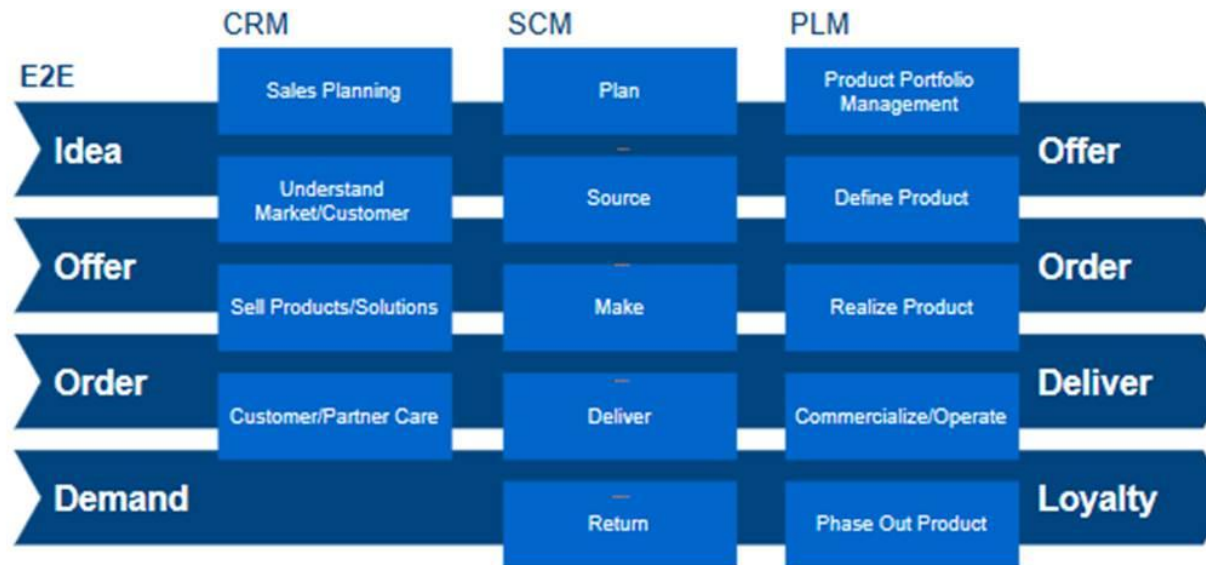 CRM
SCM
PLM
E2E
Sales Planning
Plan
Product Portfolio
Management
Idea
Offer
Understand
Market/Customer
Source
Define Product
Offer
Order
Sell Products/Solutions
Make
Realize Product
Order
Deliver
Customer/Partner Care
Deliver
Commercialize/Operate
Demand
Loyalty
Return
Phase Out Product